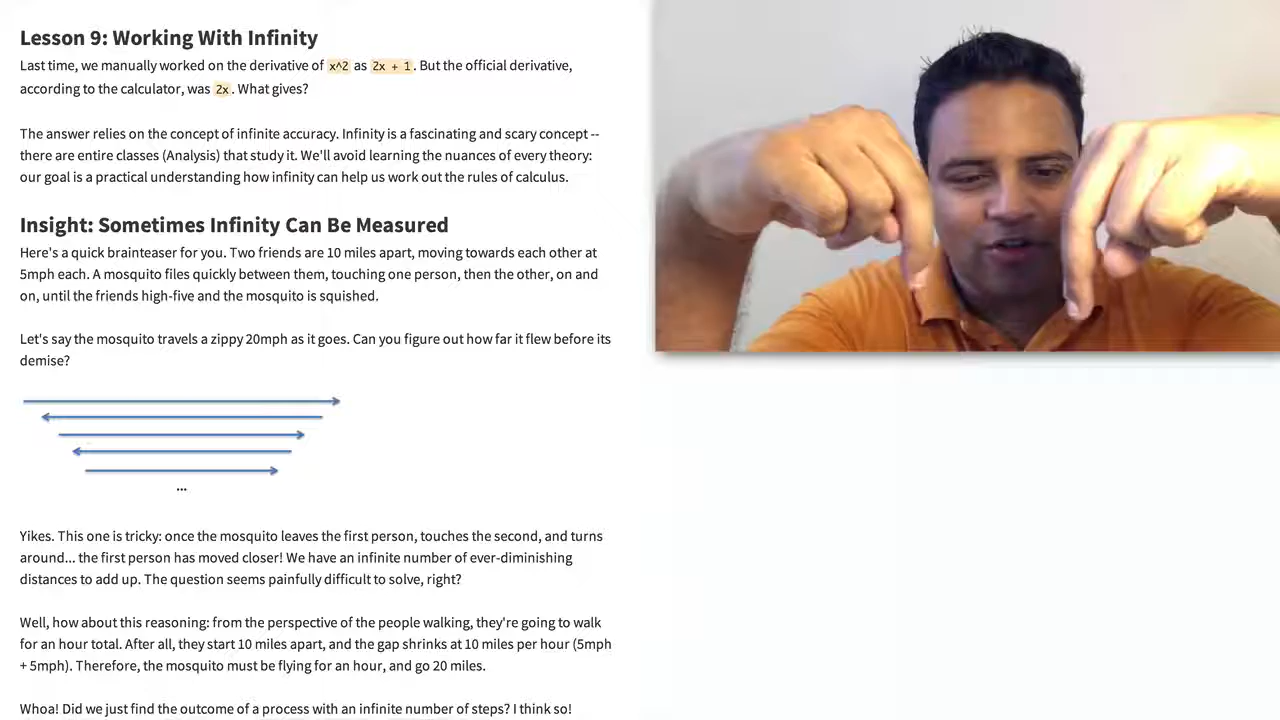 Lesson 9: Working With Infinity
Last time, we manually worked on the derivative of x^2 as 2x + 1. But the official derivative,
according to the calculator, was 2x. What gives?
The answer relies on the concept of infinite accuracy. Infinity is a fascinating and scary concept --
there are entire classes (Analysis) that study it. We'll avoid learning the nuances of every theory:
our goal is a practical understanding how infinity can help us work out the rules of calculus.
Insight: Sometimes Infinity Can Be Measured
Here's a quick brainteaser for you. Two friends are 10 miles apart, moving towards each other at
5mph each. A mosquito files quickly between them, touching one person, then the other, on and
on, until the friends high-five and the mosquito is squished.
Let's say the mosquito travels a zippy 20mph as it goes. Can you figure out how far it flew before its
demise?
...
Yikes. This one is tricky: once the mosquito leaves the first person, touches the second, and turns
around... the first person has moved closer! We have an infinite number of ever-diminishing
distances to add up. The question seems painfully difficult to solve, right?
Well, how about this reasoning: from the perspective of the people walking, they're going to walk
for an hour total. After all, they start 10 miles apart, and the gap shrinks at 10 miles per hour (5mph
+ 5mph). Therefore, the mosquito must be flying for an hour, and go 20 miles.
Whoa! Did we just find the outcome of a process with an infinite number of steps? I think so!